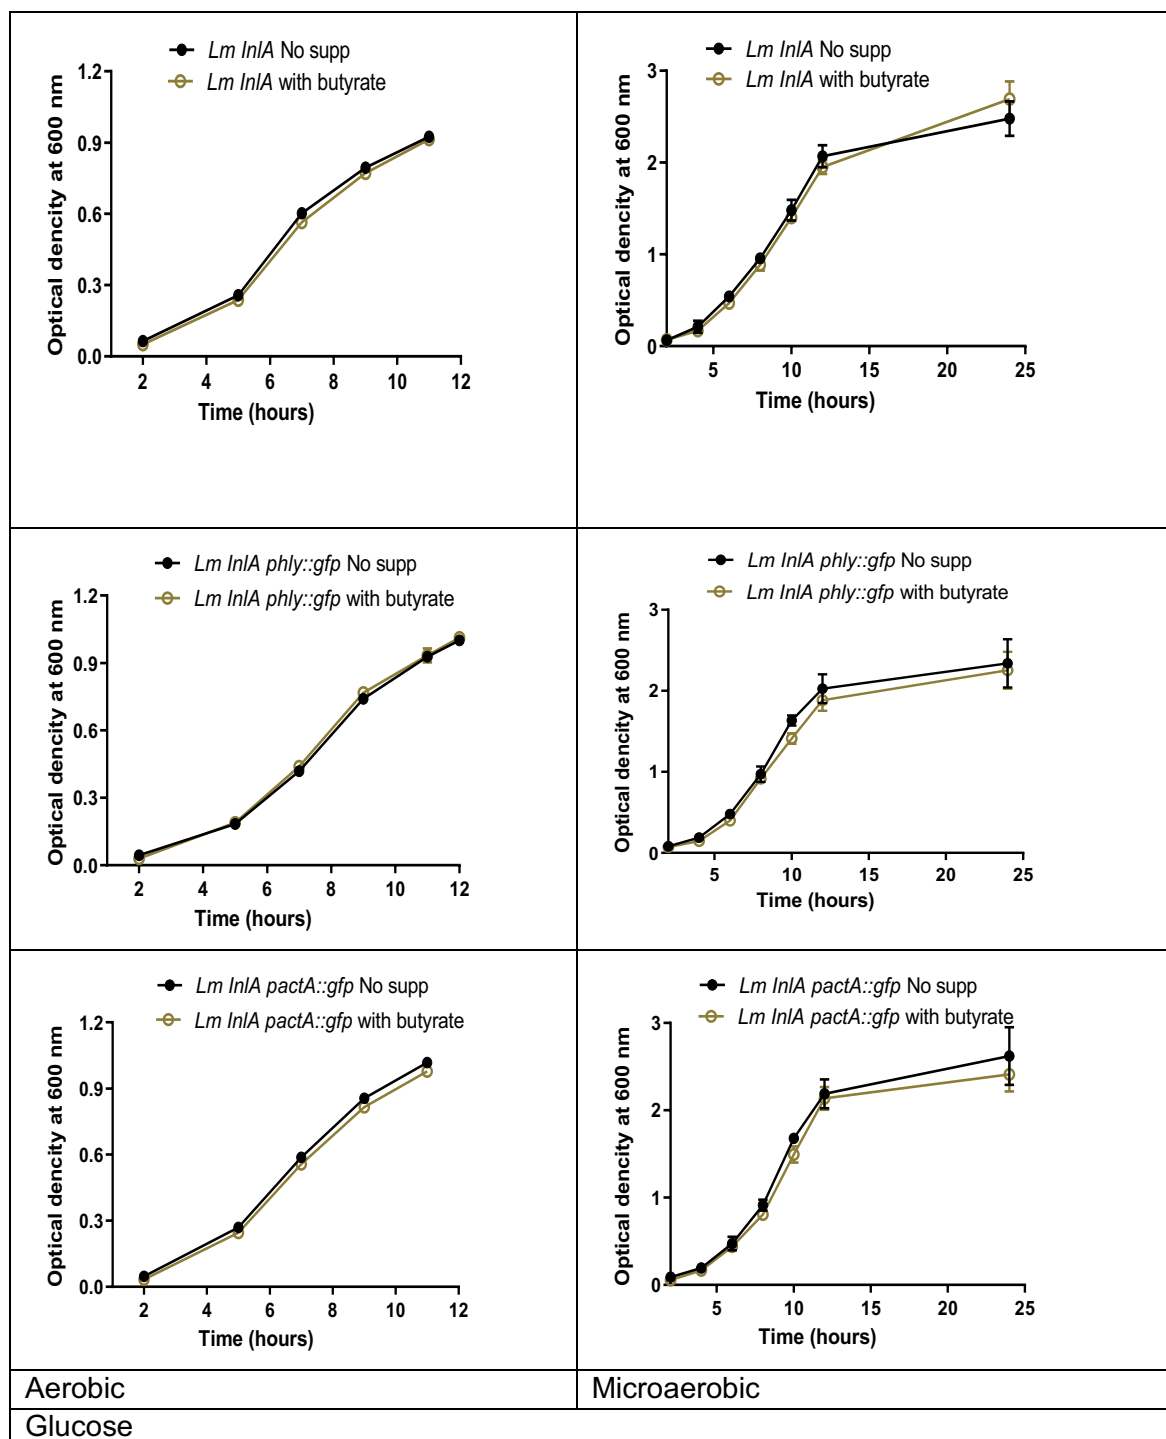 Lm InlA No supp
Lm InlA with butyrate
Optical dencity at 600 nm
1.2
0.9
0.6
0.3
0.0
2 4 6 8 10 12
Time (hours)
Lm InlA No supp
Lm InlA with butyrate
Optical dencity at 600 nm
3
2
1
0
5 10 15 20 25
Time (hours)
Lm InlA phly::gfp No supp
Lm InlA phly::gfp with butyrate
Optical dencity at 600 nm
1.2
0.9
0.6
0.3
0.0
2 4 6 8 10 12
Time (hours)
Lm InlA phly::gfp No supp
Lm InlA phly::gfp with butyrate
Optical dencity at 600 nm
3
2
1
0
5 10 15 20 25
Time (hours)
Lm InlA pactA::gfp No supp
Lm InlA pactA::gfp with butyrate
Optical dencity at 600 nm
1.2
0.9
0.6
0.3
0.0
2 4 6 8 10 12
Time (hours)
Lm InlA pactA::gfp No supp
Lm InlA pactA::gfp with butyrate
Optical dencity at 600 nm
3
2
1
0
5 10 15 20 25
Time (hours)
Aerobic
Microaerobic
Glucose